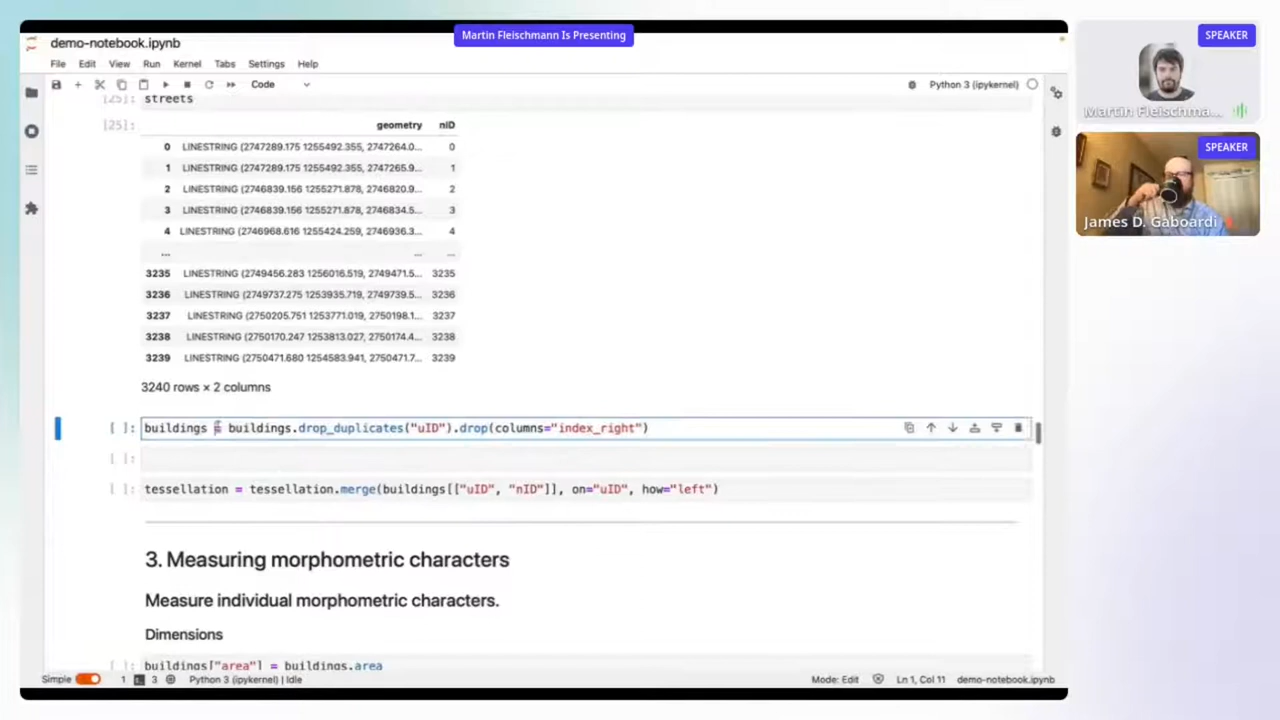 Martin Fleischmann Is Presenting
demo-notebook.ipynb
File Edit View Run Kernel Tabs Settings Help
Code Python 3 (ipykernel)
[25]: streets
[25]: geometry nID
0 LINESTRING (2747289.175 1255492.355, 2747264.0... 0
1 LINESTRING (2747289.175 1255492.355, 2747265.9... 1
2 LINESTRING (2746839.156 1255271.878, 2746820.9... 2
3 LINESTRING (2746839.156 1255271.878, 2746834.5... 3
4 LINESTRING (2746968.616 1255424.259, 2746936.3... 4
... ... ...
3235 LINESTRING (2749456.283 1256016.519, 2749471.5... 3235
3236 LINESTRING (2749737.275 1253935.719, 2749739.5... 3236
3237 LINESTRING (2750205.751 1253771.019, 2750198.1... 3237
3238 LINESTRING (2750170.247 1253813.027, 2750174.4... 3238
3239 LINESTRING (2750471.680 1254583.941, 2750471.7... 3239
3240 rows × 2 columns
[ ]: buildings = buildings.drop_duplicates("uID").drop(columns="index_right")
[ ]:
[ ]: tessellation = tessellation.merge(buildings[["uID", "nID"]], on="uID", how="left")
3. Measuring morphometric characters
Measure individual morphometric characters.
Dimensions
[ ]: buildings["area"] = buildings.area
Simple 1 3 Python 3 (ipykernel) | Idle Mode: Edit Ln 1, Col 11 demo-notebook.ipynb
SPEAKER
Martin Fleischma...
SPEAKER
James D. Gaboardi